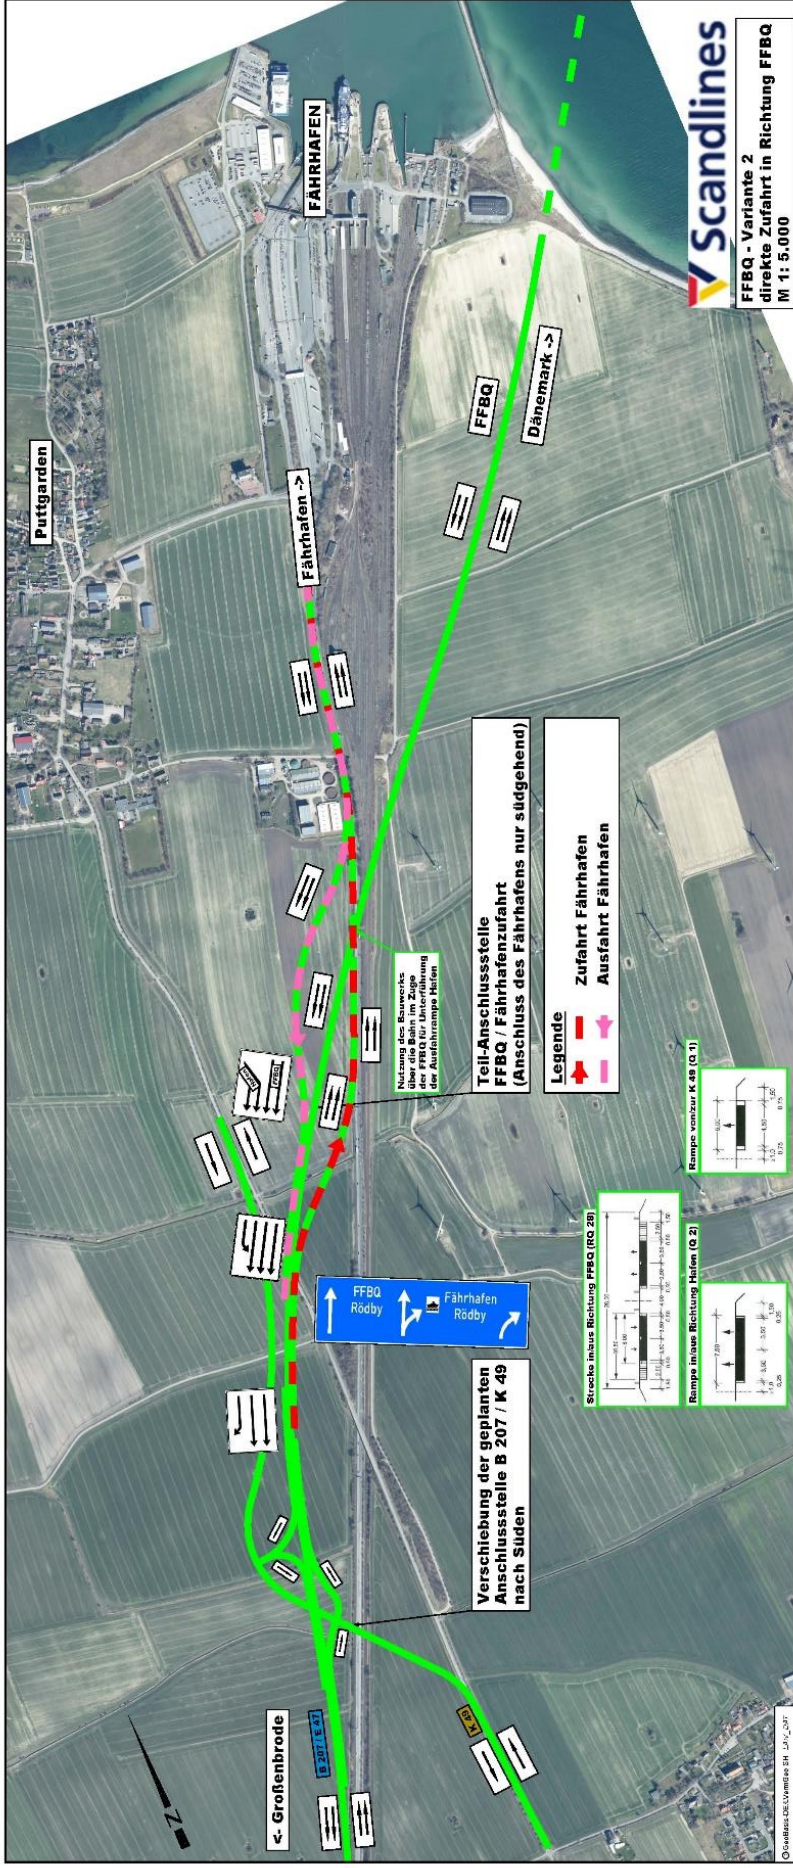 Puttgarden
FÄHRHAFEN
Fährhafen ->
FFBQ
Dänemark ->
Scandlines
FFBQ - Variante 2
direkte Zufahrt in Richtung FFBQ
M 1: 5.000
Nutzung des Bauwerks
über die Bahn im Zuge
der FFBQ für Unterführung
der Ausfahrrampe Hafen
Teil-Anschlussstelle
FFBQ / Fährhafenzufahrt
(Anschluss des Fährhafens nur südgehend)
Legende
Zufahrt Fährhafen
Ausfahrt Fährhafen
FFBQ
Rödby
Fährhafen
Rödby
Verschiebung der geplanten
Anschlussstelle B 207 / K 49
nach Süden
<- Großenbrode
B 207 / E 47
K 49
N
Strecke in/aus Richtung FFBQ (RQ 28)
Rampe in/aus Richtung Hafen (Q 2)
Rampe von/zur K 49 (Q 1)